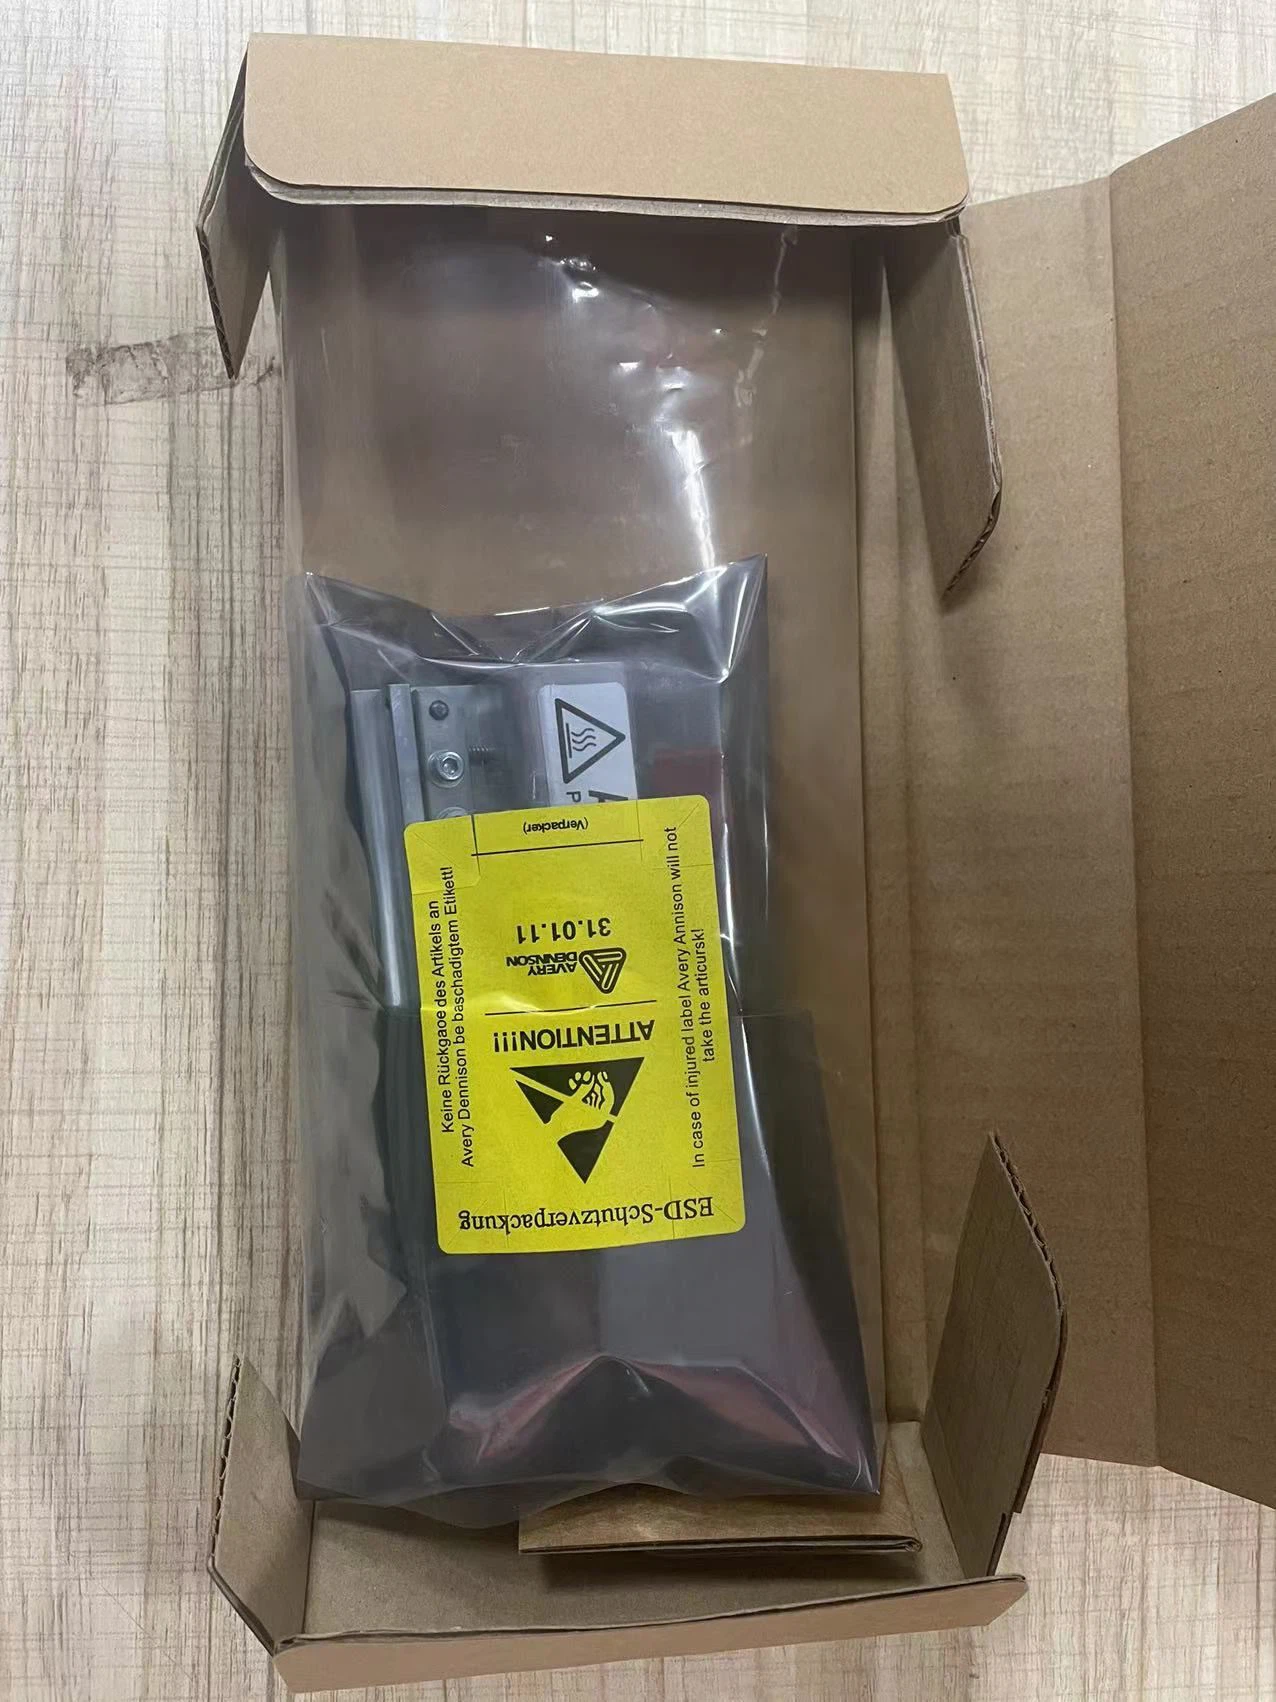 A
P
ESD-Schutzverpackung
ATTENTION!!!
AVERY
DENNISON
31.01.11
(Verpacker)
Keine Rückgaoe des Artikels an
Avery Dennison be baschadigtem Etikett!
In case of injured label Avery Annison will not
take the articursk!